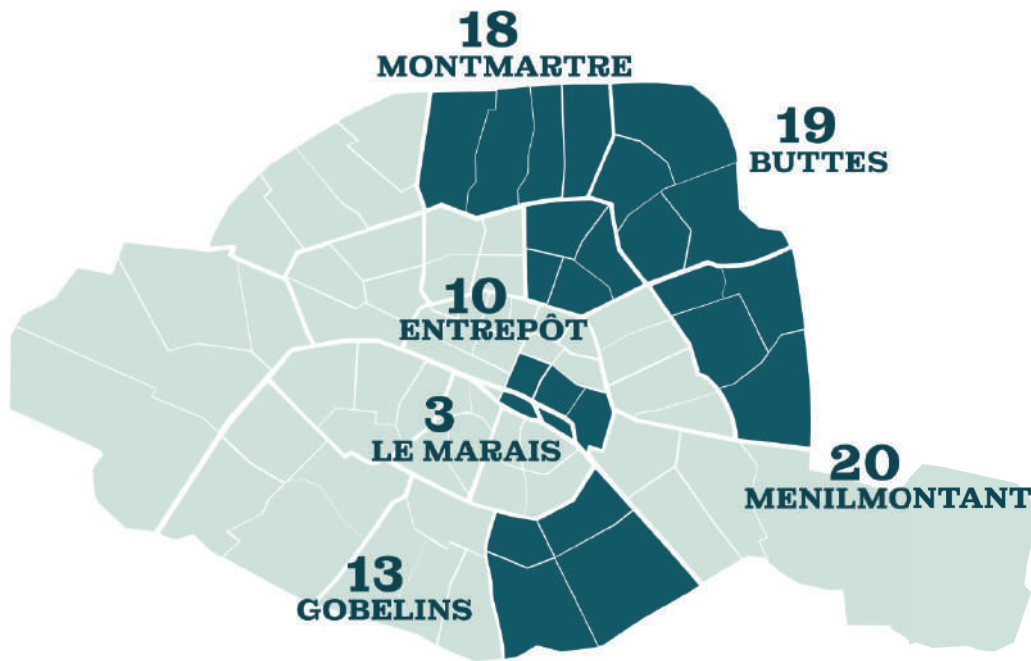 18
MONTMARTRE
19
BUTTES
10
ENTREPÔT
3
LE MARAIS
20
MENILMONTANT
13
GOBELINS